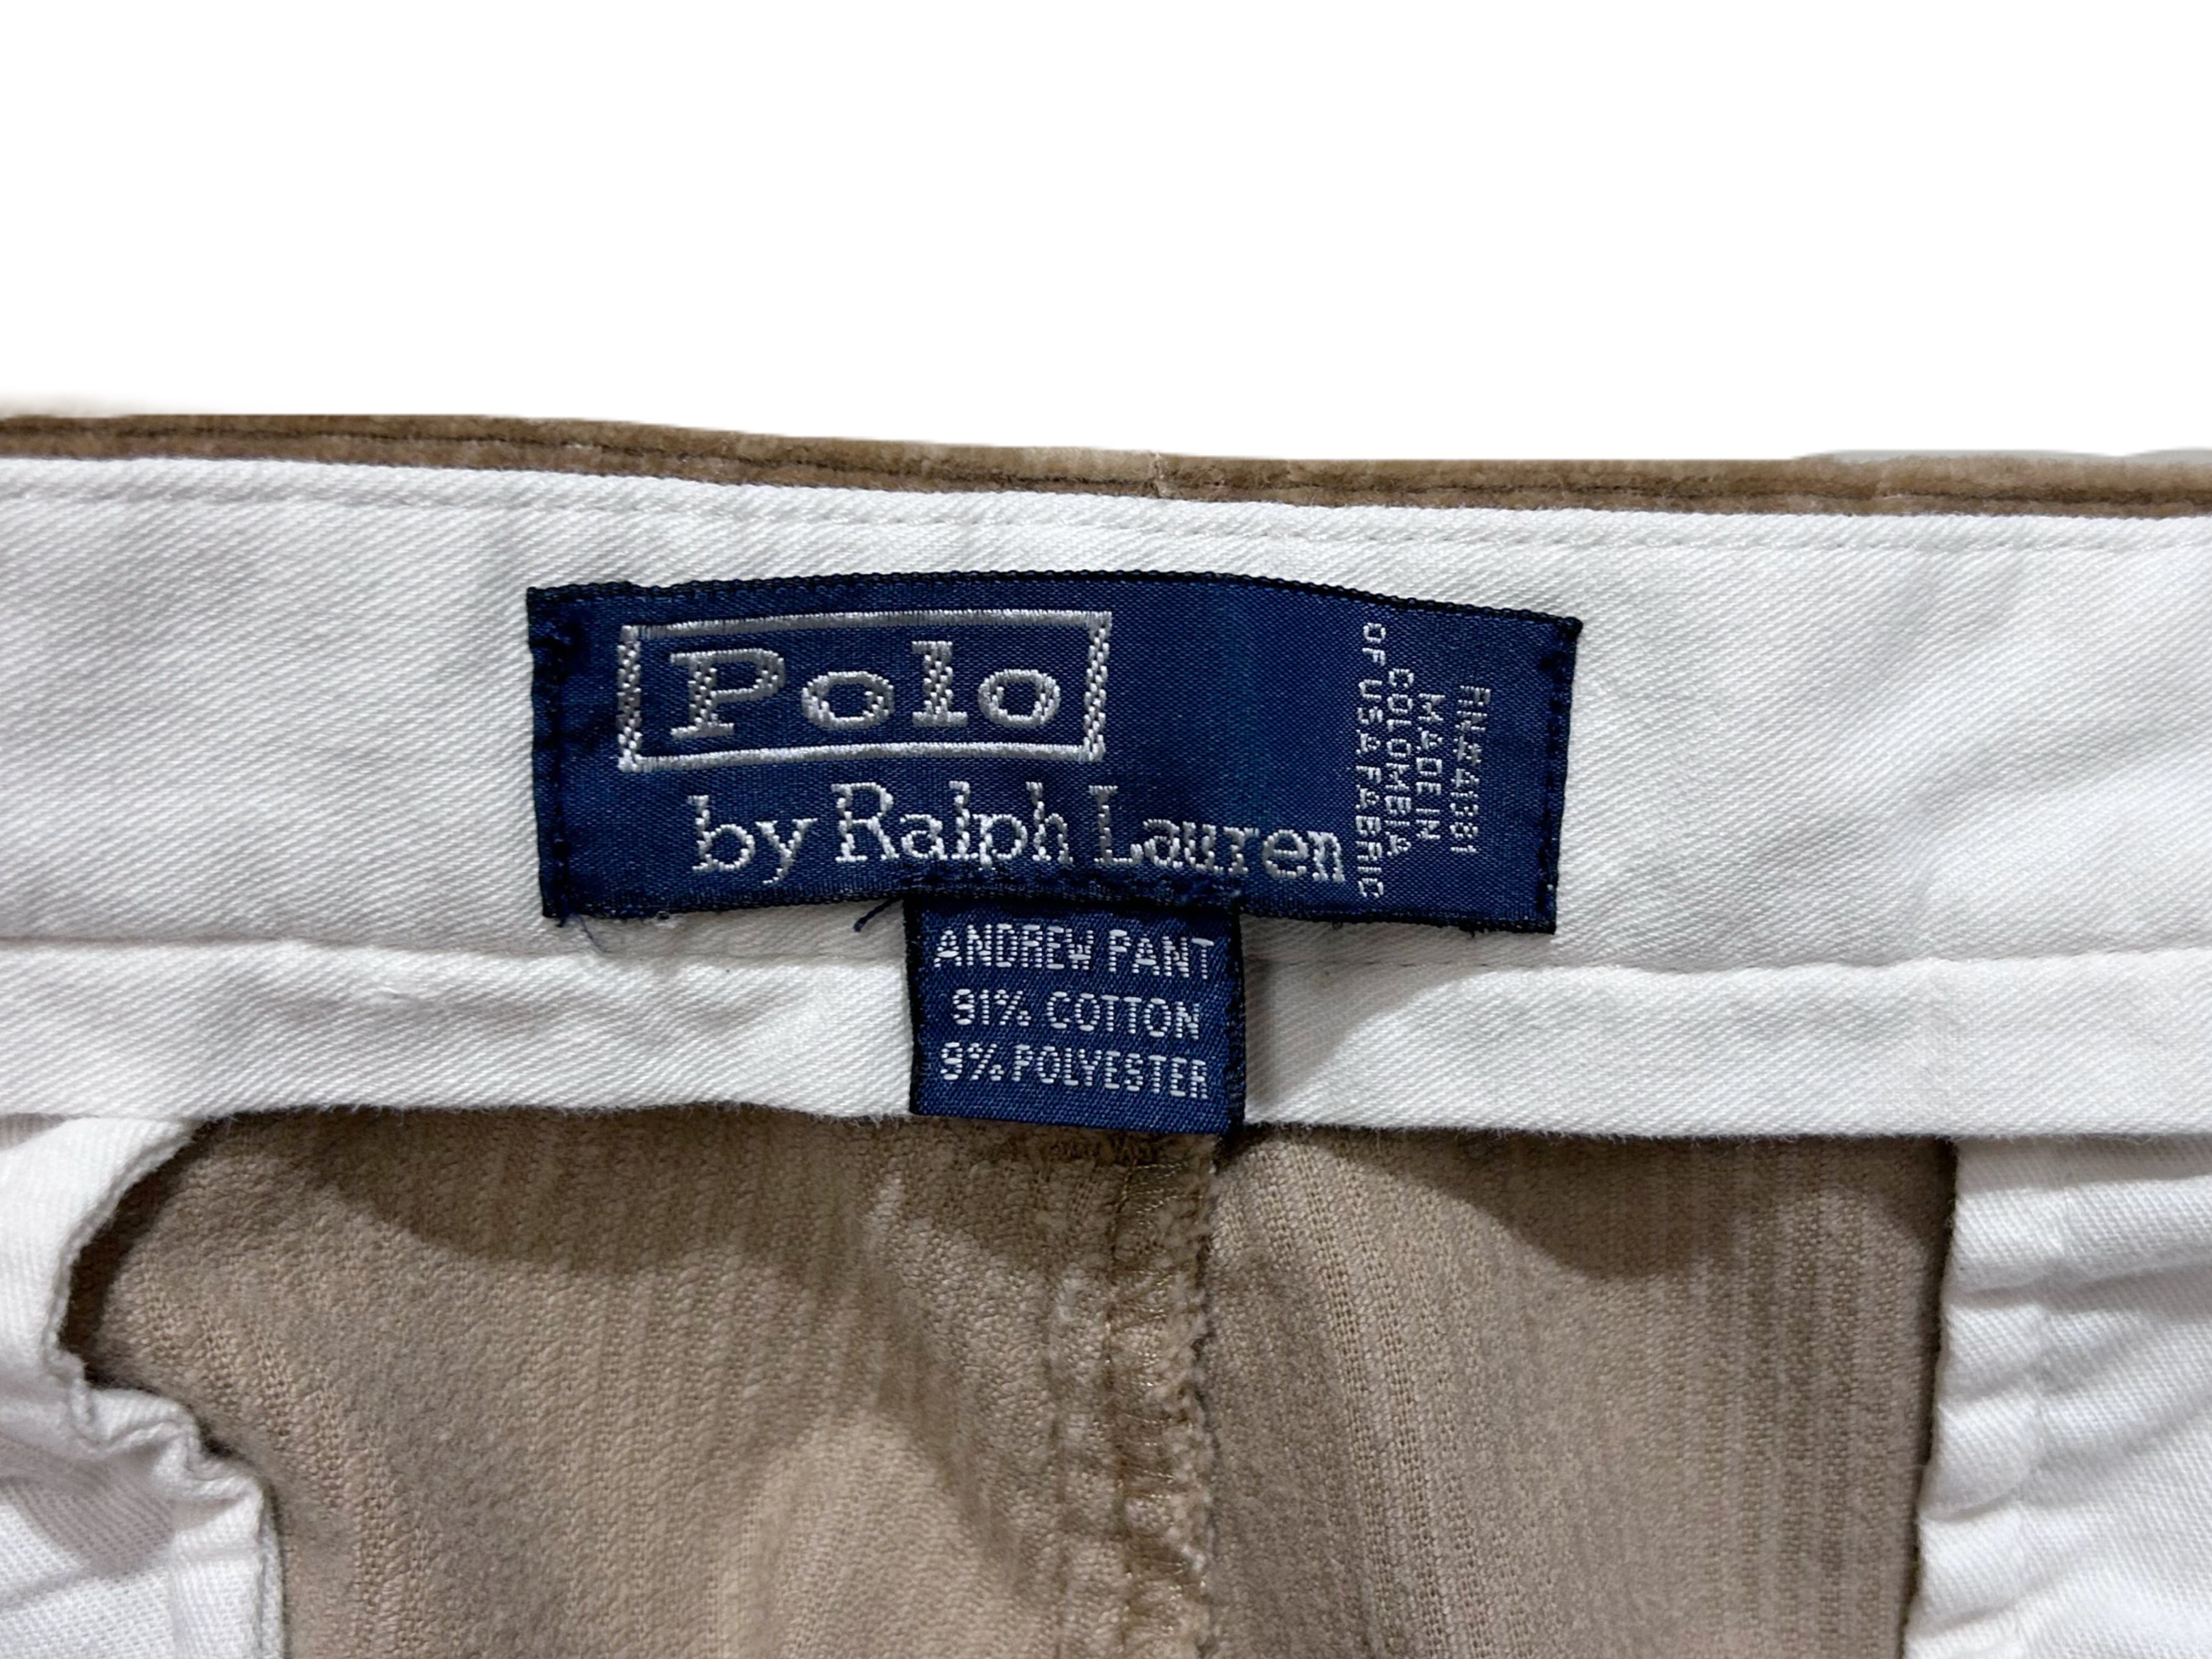 Polo
by Ralph Lauren
RN#41381
MADE IN
COLOMBIA
OF USA FABRIC
ANDREW PANT
91% COTTON
9% POLYESTER